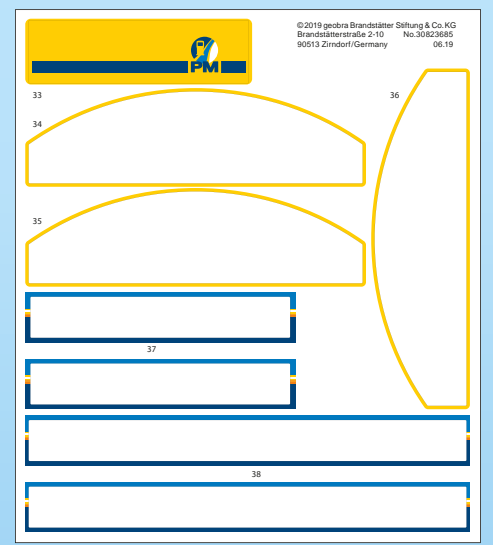 ©2019 geobra Brandstätter Stiftung & Co. KG
Brandstätterstraße 2-10 No.30823685
90513 Zirndorf/Germany 06.19
PM
33
36
34
35
37
38